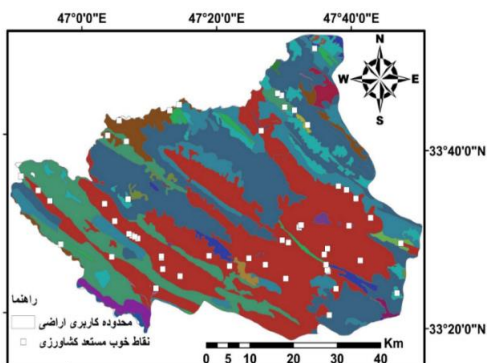 47°0'0"
47°20'0"
47°40'0"
N
W
E
S
33°40'0"N
33°20'0"N
راهنما
محدوده کاربری اراضی
نقاط خوب مستعد کشاورزی
Km
0 5 10 20 30 40